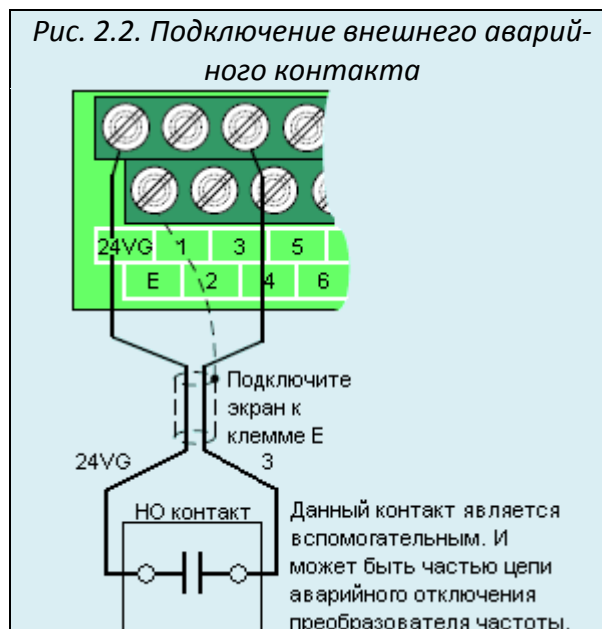 Рис. 2.2. Подключение внешнего аварий-
ного контакта
24VG 1 3 5
E 2 4 6
Подключите
экран к
клемме Е
24VG 3
НО контакт
Данный контакт является
вспомогательным. И
может быть частью цепи
аварийного отключения
преобразователя частоты.